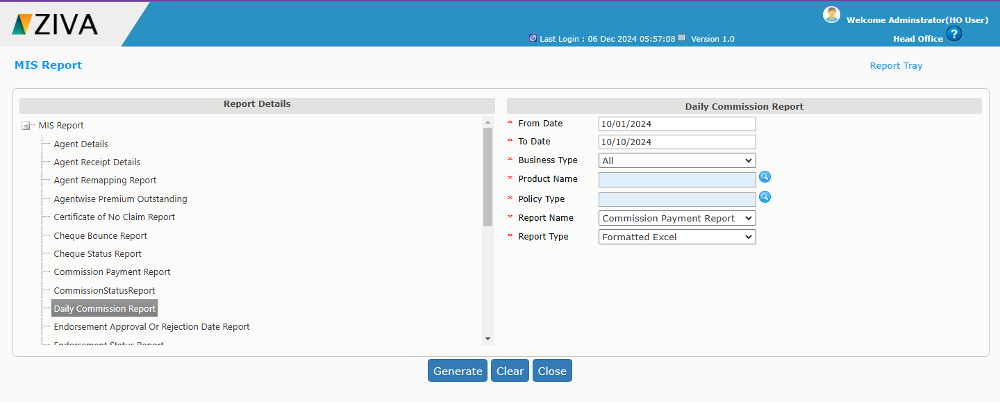 ZIVA
Welcome Adminstrator(HO User)
Last Login : 06 Dec 2024 05:57:08 Version 1.0
Head Office ?
MIS Report
Report Tray
Report Details
MIS Report
Agent Details
Agent Receipt Details
Agent Remapping Report
Agentwise Premium Outstanding
Certificate of No Claim Report
Cheque Bounce Report
Cheque Status Report
Commission Payment Report
CommissionStatusReport
Daily Commission Report
Endorsement Approval Or Rejection Date Report
Endorsement Status Report
Daily Commission Report
* From Date 10/01/2024
* To Date 10/10/2024
* Business Type All
* Product Name
* Policy Type
* Report Name Commission Payment Report
* Report Type Formatted Excel
Generate Clear Close